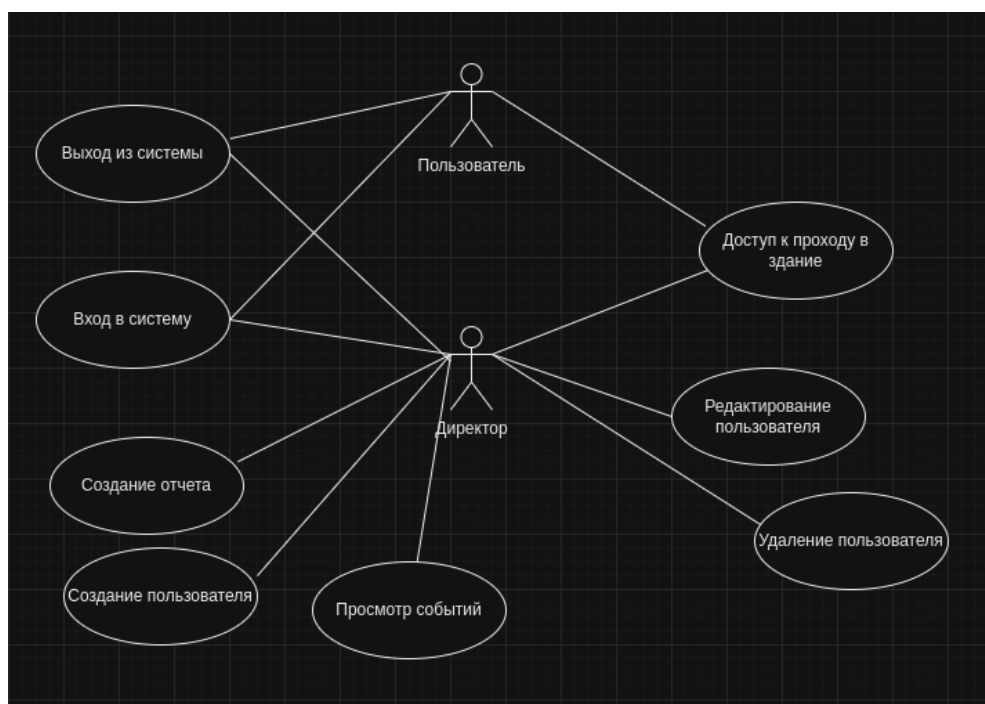 Выход из системы
Пользователь
Доступ к проходу в
здание
Вход в систему
Директор
Редактирование
пользователя
Создание отчета
Удаление пользователя
Создание пользователя
Просмотр событий